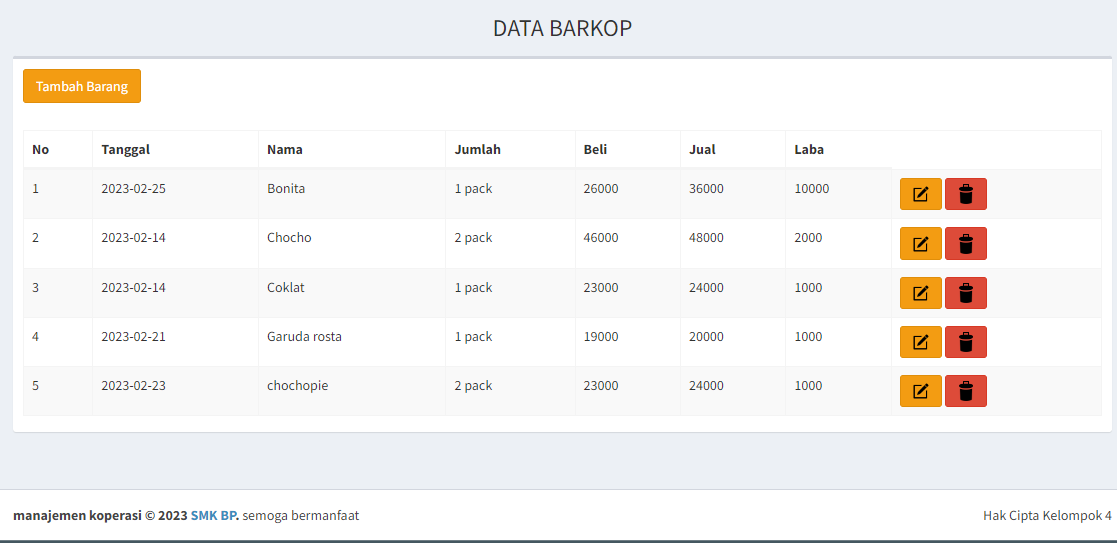 DATA BARKOP
Tambah Barang
No Tanggal Nama Jumlah Beli Jual Laba
1 2023-02-25 Bonita 1 pack 26000 36000 10000
2 2023-02-14 Chocho 2 pack 46000 48000 2000
3 2023-02-14 Coklat 1 pack 23000 24000 1000
4 2023-02-21 Garuda rosta 1 pack 19000 20000 1000
5 2023-02-23 chochopie 2 pack 23000 24000 1000
manajemen koperasi © 2023 SMK BP. semoga bermanfaat Hak Cipta Kelompok 4